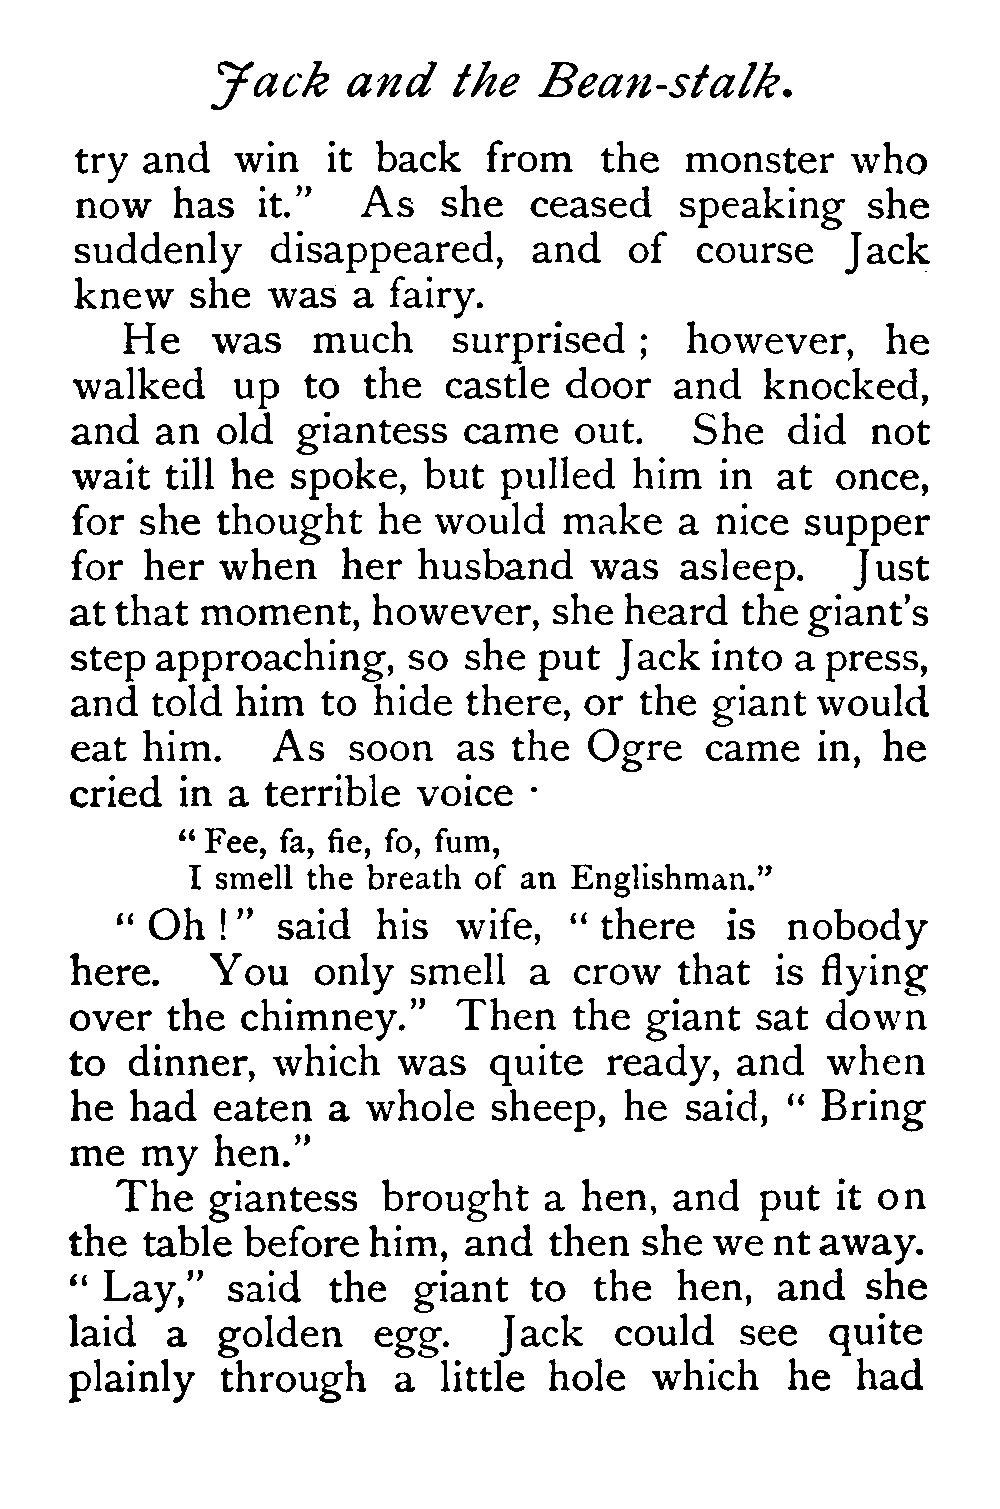 Jack and the Bean-stalk.
try and win it back from the monster who
now has it.” As she ceased speaking she
suddenly disappeared, and of course Jack
knew she was a fairy.
He was much surprised ; however, he
walked up to the castle door and knocked,
and an old giantess came out. She did not
wait till he spoke, but pulled him in at once,
for she thought he would make a nice supper
for her when her husband was asleep. Just
at that moment, however, she heard the giant’s
step approaching, so she put Jack into a press,
and told him to hide there, or the giant would
eat him. As soon as the Ogre came in, he
cried in a terrible voice ·
“ Fee, fa, fie, fo, fum,
I smell the breath of an Englishman.”
“ Oh ! ” said his wife, “ there is nobody
here. You only smell a crow that is flying
over the chimney.” Then the giant sat down
to dinner, which was quite ready, and when
he had eaten a whole sheep, he said, “ Bring
me my hen.”
The giantess brought a hen, and put it on
the table before him, and then she went away.
“ Lay,” said the giant to the hen, and she
laid a golden egg. Jack could see quite
plainly through a little hole which he had